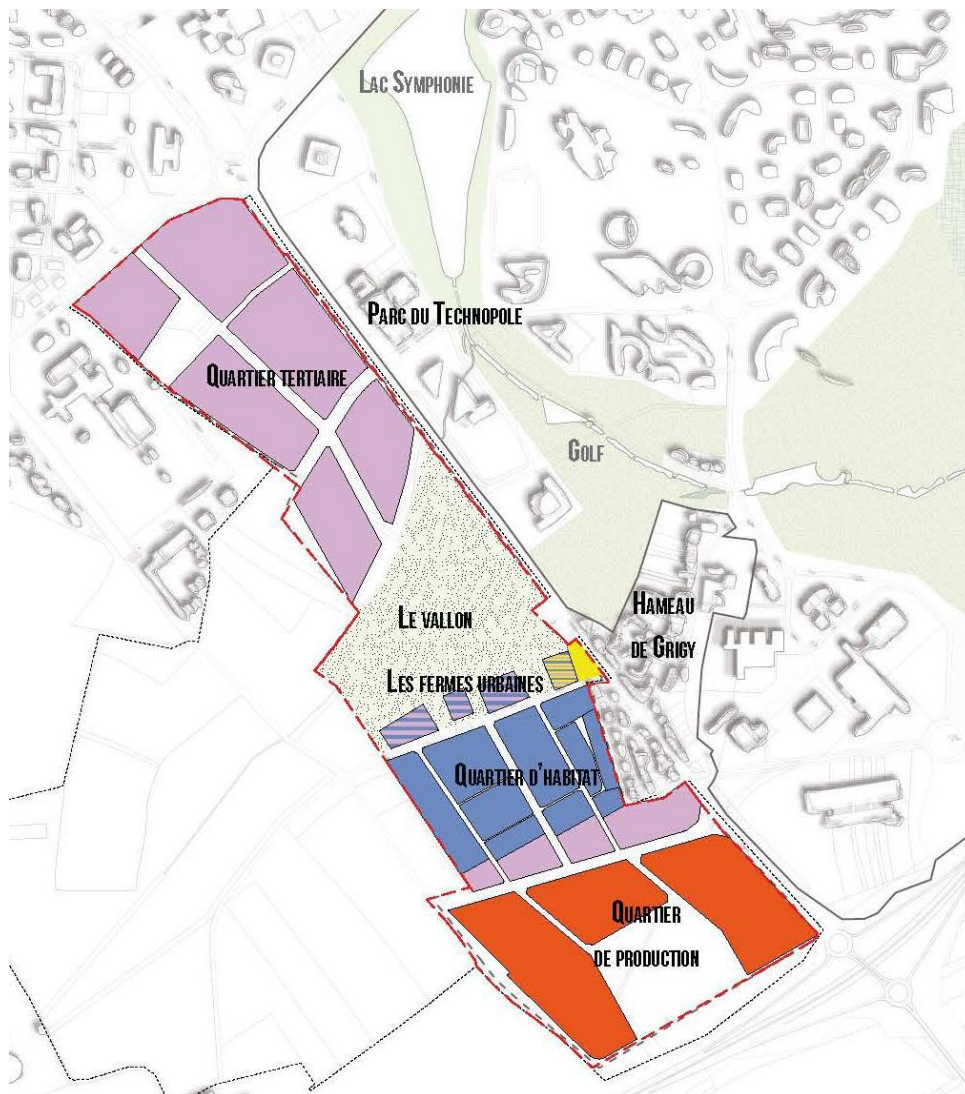 LAC SYMPHONIE
PARC DU TECHNOPOLE
QUARTIER TERTIAIRE
GOLF
HAMEAU
DE GRIGY
LE VALLON
LES FERMES URBAINES
QUARTIER D'HABITAT
QUARTIER
DE PRODUCTION